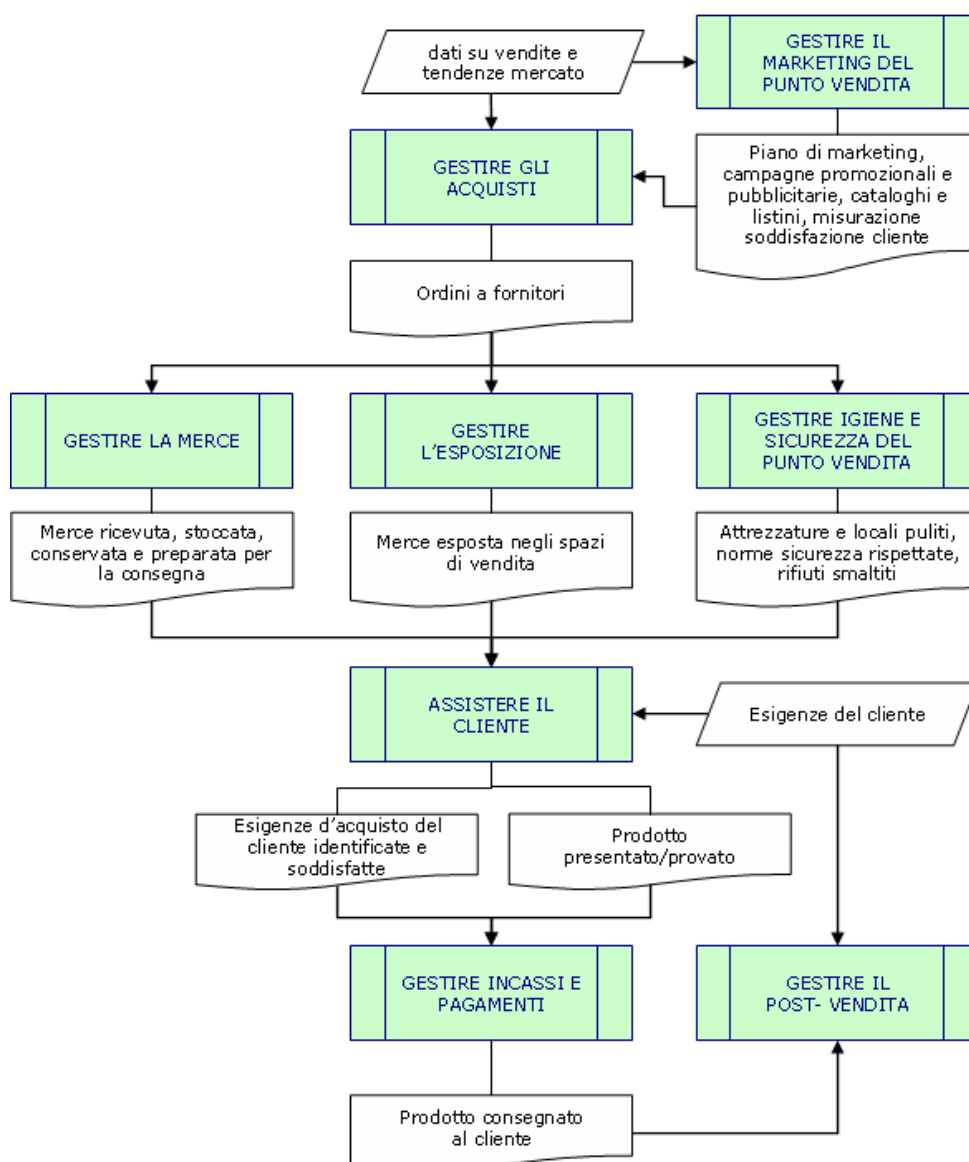 dati su vendite e
tendenze mercato
GESTIRE IL
MARKETING DEL
PUNTO VENDITA
GESTIRE GLI
ACQUISTI
Piano di marketing,
campagne promozionali e
pubblicitarie, cataloghi e
listini, misurazione
soddisfazione cliente
Ordini a fornitori
GESTIRE LA MERCE
GESTIRE
L'ESPOSIZIONE
GESTIRE IGIENE E
SICUREZZA DEL
PUNTO VENDITA
Merce ricevuta, stoccata,
conservata e preparata per
la consegna
Merce esposta negli spazi
di vendita
Attrezzature e locali puliti,
norme sicurezza rispettate,
rifiuti smaltiti
ASSISTERE IL
CLIENTE
Esigenze del cliente
Esigenze d'acquisto del
cliente identificate e
soddisfatte
Prodotto
presentato/provato
GESTIRE INCASSI E
PAGAMENTI
GESTIRE IL
POST- VENDITA
Prodotto consegnato
al cliente